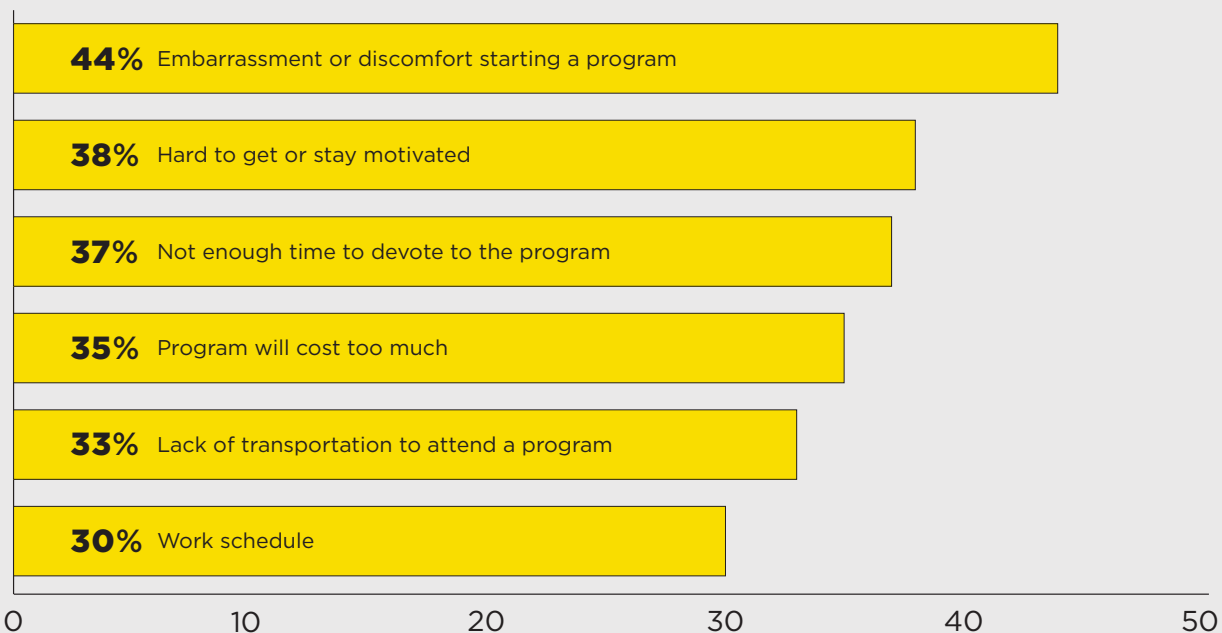 44% Embarrassment or discomfort starting a program
38% Hard to get or stay motivated
37% Not enough time to devote to the program
35% Program will cost too much
33% Lack of transportation to attend a program
30% Work schedule
0 10 20 30 40 50